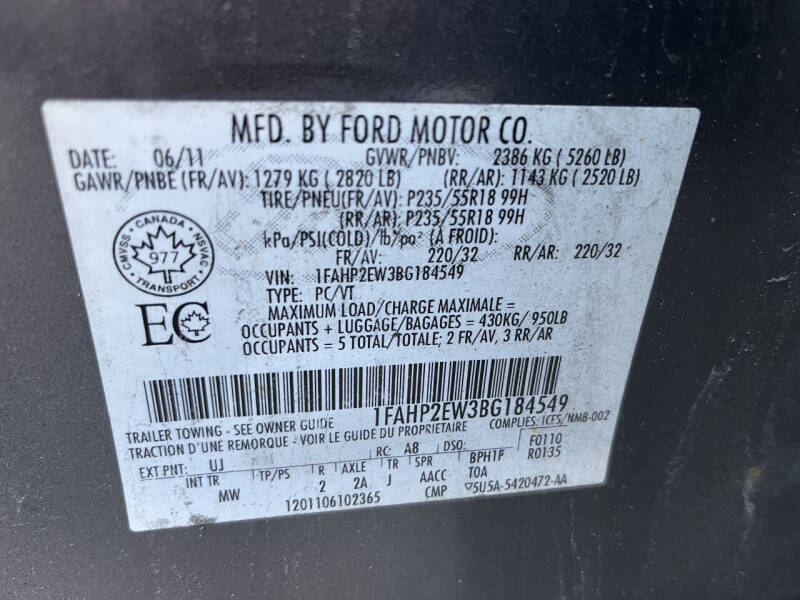 MFD. BY FORD MOTOR CO.
DATE: 06/11 GVWR/PNBV: 2386 KG ( 5260 LB)
GAWR/PNBE (FR/AV): 1279 KG ( 2820 LB) (RR/AR): 1143 KG ( 2520 LB)
TIRE/PNEU(FR/AV): P235/55R18 99H
(RR/AR): P235/55R18 99H
kPa/PSI(COLD)/lb/po² (A FROID):
FR/AV: 220/32 RR/AR: 220/32
CANADA
CMVSS NSVAC
977
TRANSPORT
VIN: 1FAHP2EW3BG184549
TYPE: PC/VT
EC
MAXIMUM LOAD/CHARGE MAXIMALE =
OCCUPANTS + LUGGAGE/BAGAGES = 430KG/ 950LB
OCCUPANTS = 5 TOTAL/TOTALE; 2 FR/AV, 3 RR/AR
1FAHP2EW3BG184549
TRAILER TOWING - SEE OWNER GUIDE COMPLIES: ICES/NMB-002
TRACTION D'UNE REMORQUE - VOIR LE GUIDE DU PROPRIETAIRE
EXT PNT: UJ RC: A8 DSO: F0110
R0135
INT TR TP/PS R AXLE TR SPR BPH1F
MW 2 2A J AACC TOA
1201106102365 CMP ▽5U5A-5420472-AA